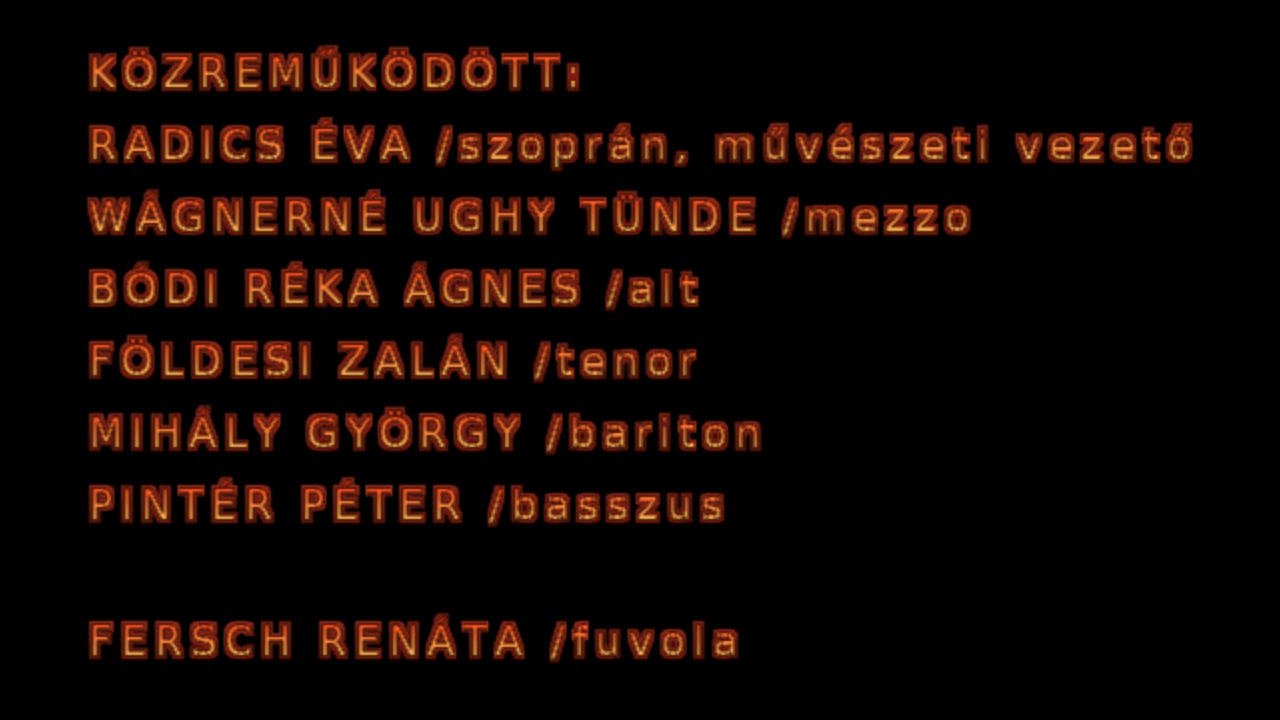 KÖZREMŰKÖDÖTT:
RADICS ÉVA /szoprán, művészeti vezető
WÁGNERNÉ UGHY TÜNDE /mezzo
BÓDI RÉKA ÁGNES /alt
FÖLDESI ZALÁN /tenor
MIHÁLY GYÖRGY /bariton
PINTÉR PÉTER /basszus
FERSCH RENÁTA /fuvola